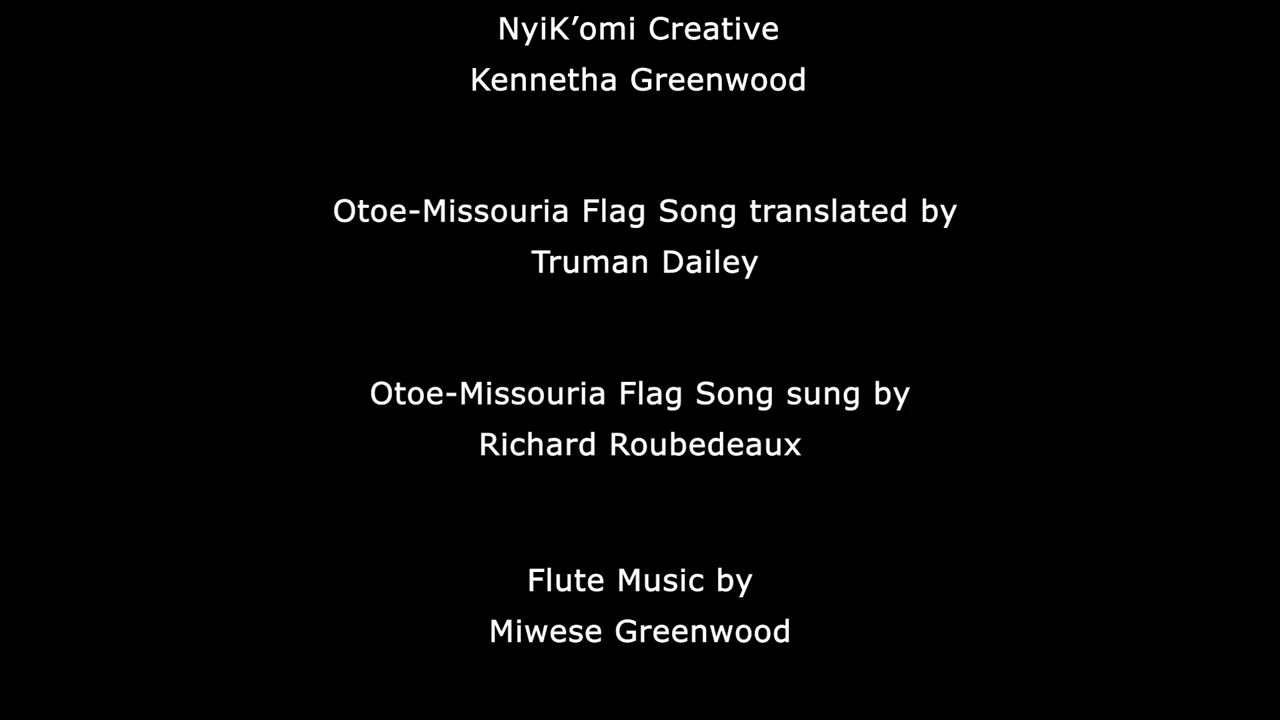 NyiK’omi Creative
Kennetha Greenwood
Otoe-Missouria Flag Song translated by
Truman Dailey
Otoe-Missouria Flag Song sung by
Richard Roubedeaux
Flute Music by
Miwese Greenwood